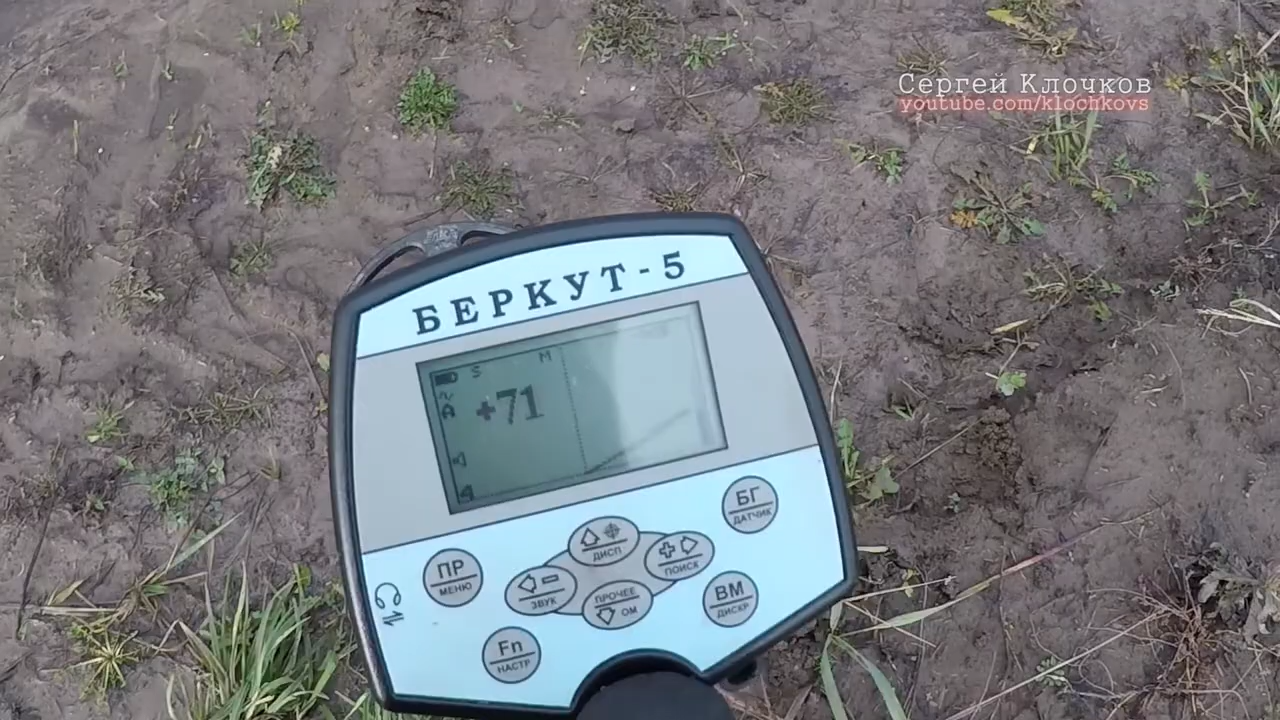 Сергей Клочков
youtube.com/klochkovs
БЕРКУТ-5
S M
+71
A
4
БГ
ДАТЧИК
ДИСП
ПОИСК
ПР
МЕНЮ
ЗВУК
ПРОЧЕЕ
ОМ
ВМ
ДИСКР
Fn
НАСТР